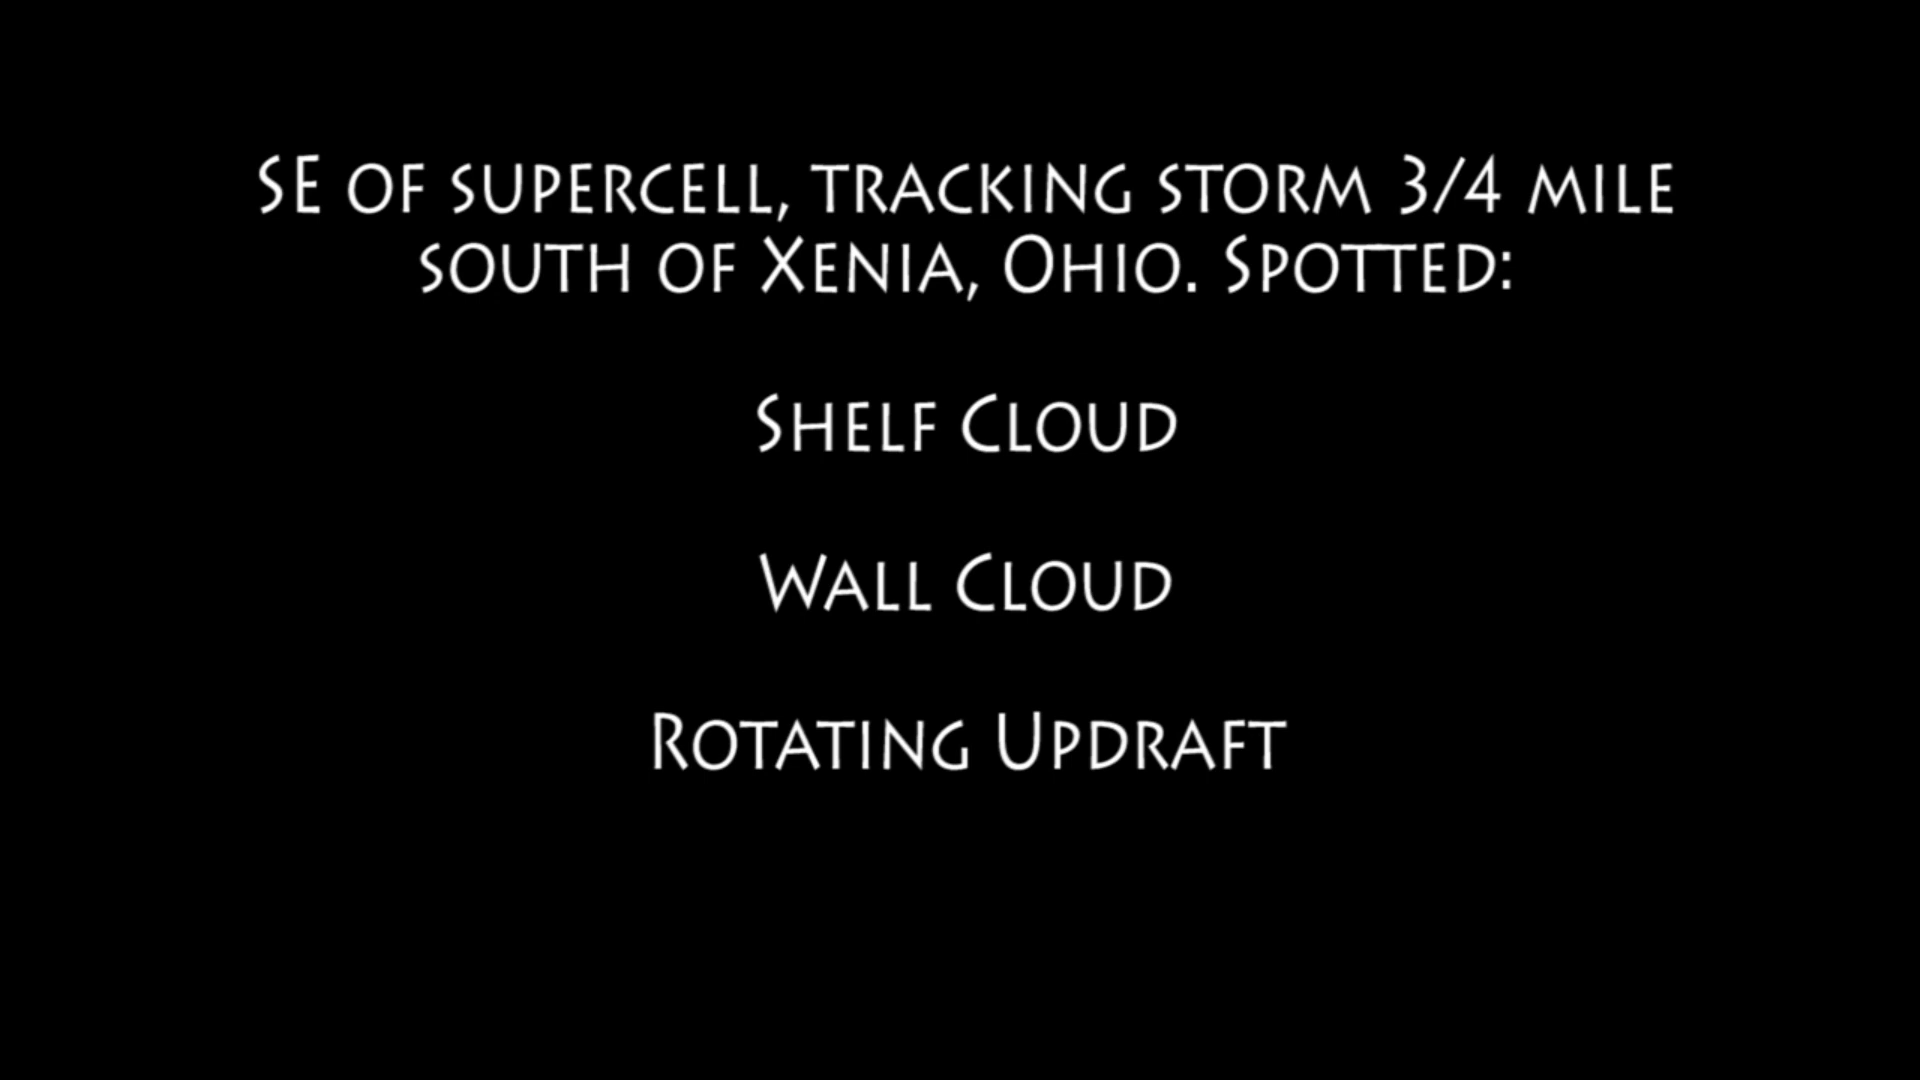 SE of supercell, tracking storm 3/4 mile
south of Xenia, Ohio. Spotted:
Shelf Cloud
Wall Cloud
Rotating Updraft